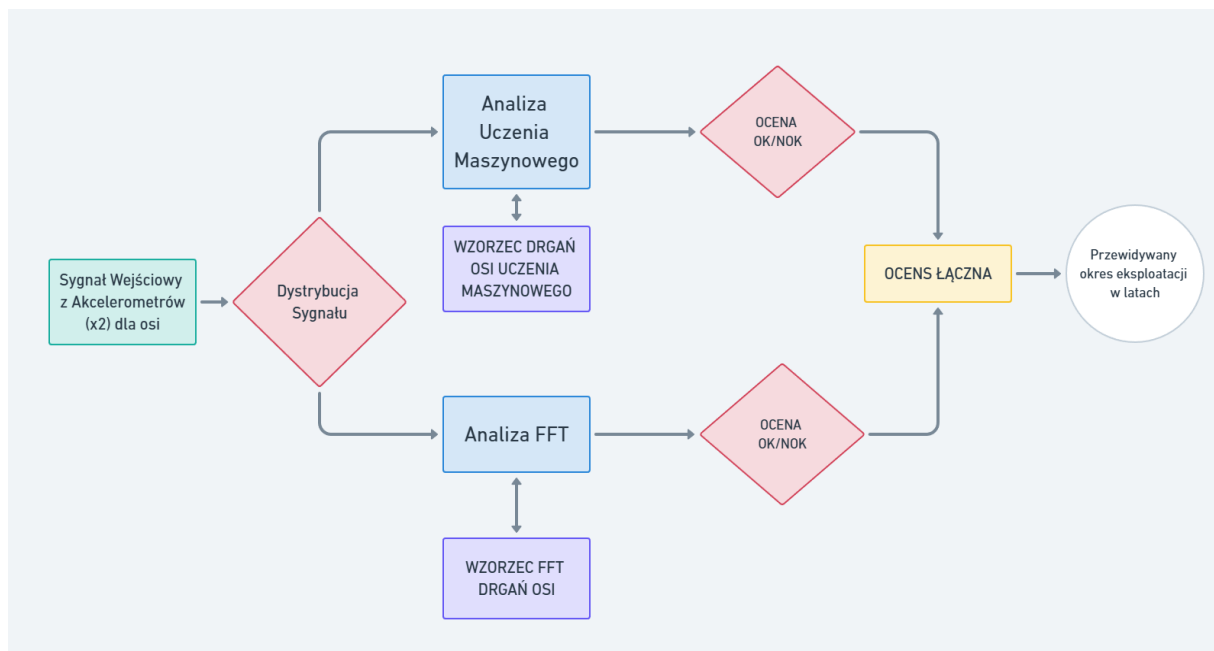 Analiza
Uczenia
Maszynowego
OCENA
OK/NOK
WZORZEC DRGAŃ
OSI UCZENIA
MASZYNOWEGO
Sygnał Wejściowy
z Akcelerometrów
(x2) dla osi
Dystrybucja
Sygnału
OCENS ŁĄCZNA
Przewidywany
okres eksploatacji
w latach
Analiza FFT
OCENA
OK/NOK
WZORZEC FFT
DRGAŃ OSI